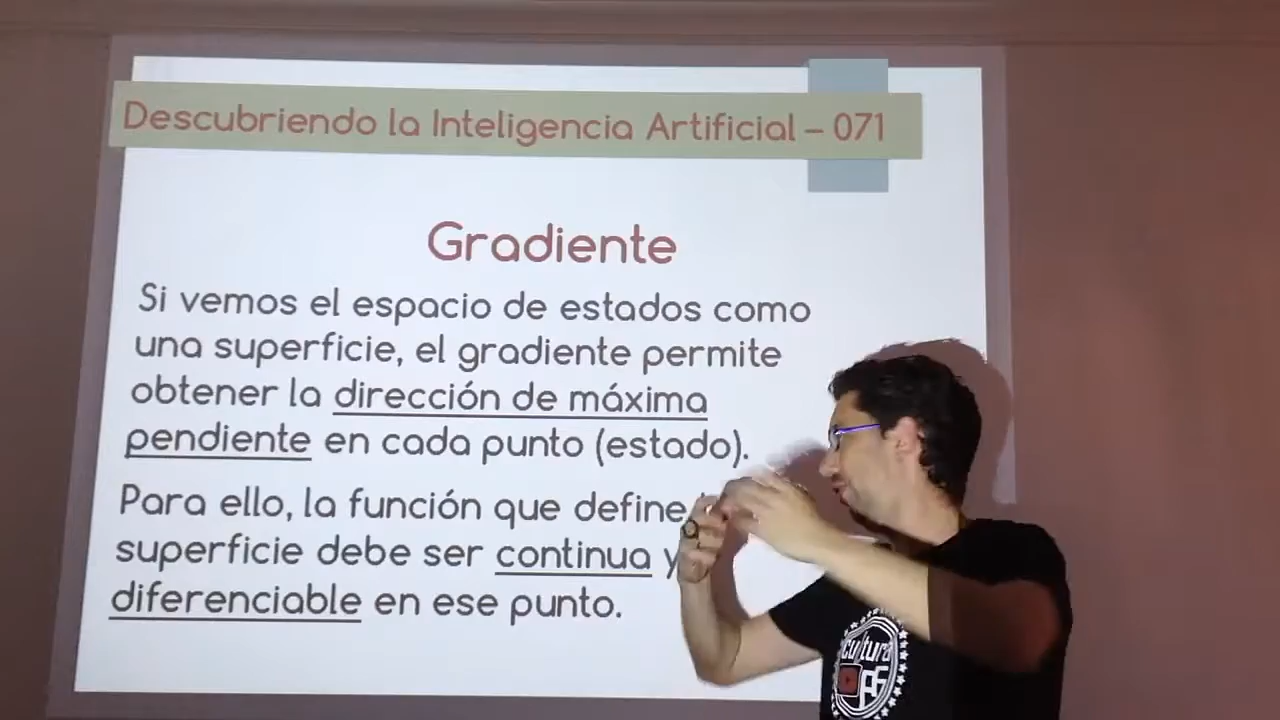 Descubriendo la Inteligencia Artificial – 071
Gradiente
Si vemos el espacio de estados como
una superficie, el gradiente permite
obtener la dirección de máxima
pendiente en cada punto (estado).
Para ello, la función que define
superficie debe ser continua y
diferenciable en ese punto.
cultura